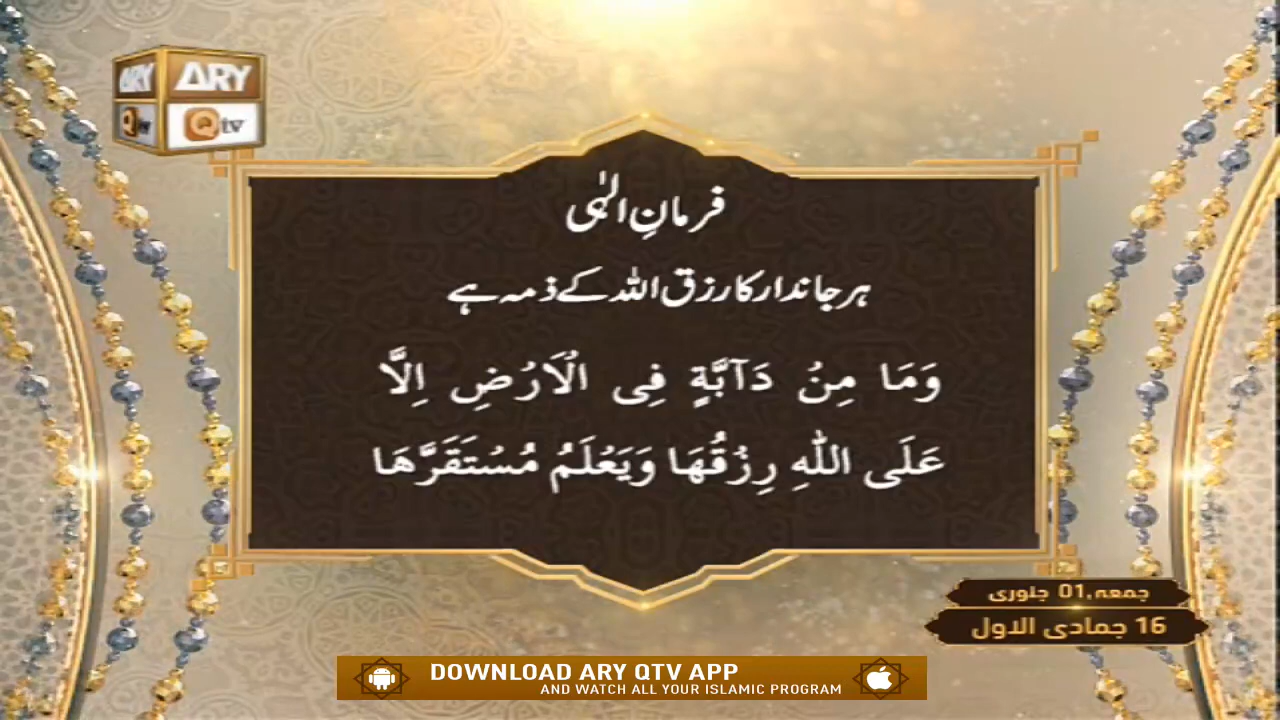 ARY ARY
Q tv Qtv
فرمانِ الٰہی
ہر جاندار کا رزق اللہ کے ذمہ ہے
وَمَا مِنْ دَآبَّةٍ فِی الْاَرْضِ اِلَّا
عَلَی اللّٰهِ رِزْقُهَا وَیَعْلَمُ مُسْتَقَرَّهَا
جمعہ,01 جنوری
16 جمادی الاول
DOWNLOAD ARY QTV APP
AND WATCH ALL YOUR ISLAMIC PROGRAM